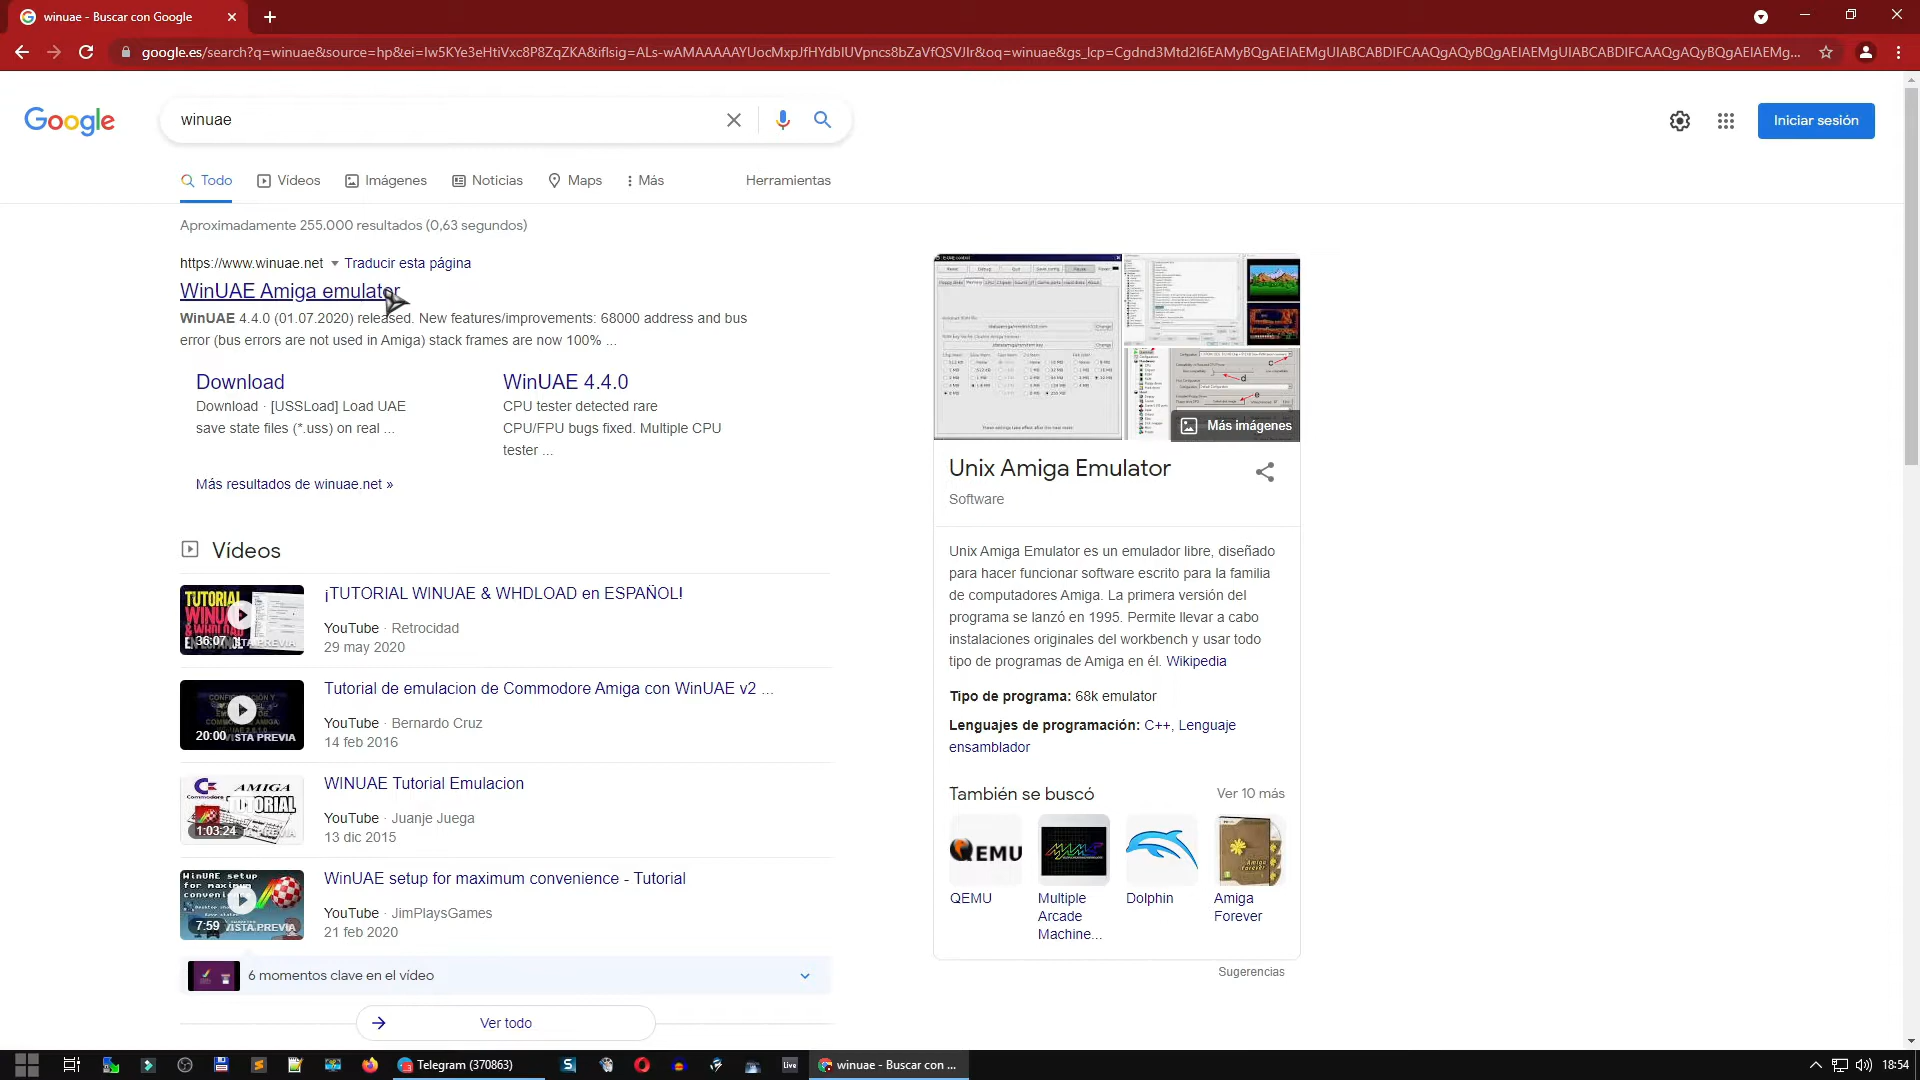 winuae - Buscar con Google
google.es/search?q=winuae&source=hp&ei=
Google
winuae
Iniciar sesión
Todo
Vídeos
Imágenes
Noticias
Maps
Más
Herramientas
Aproximadamente 255.000 resultados (0,63 segundos)
https://www.winuae.net
Traducir esta página
WinUAE Amiga emulator
WinUAE 4.4.0 (01.07.2020) released. New features/improvements: 68000 address and bus
error (bus errors are not used in Amiga) stack frames are now 100% ...
Download
Download · [USSLoad] Load UAE
save state files (*.uss) on real ...
WinUAE 4.4.0
CPU tester detected rare
CPU/FPU bugs fixed. Multiple CPU
tester ...
Más resultados de winuae.net »
Vídeos
TUTORIAL
36:07
¡TUTORIAL WINUAE & WHDLOAD en ESPAÑOL!
YouTube · Retrocidad
29 may 2020
20:00
VISTA PREVIA
Tutorial de emulacion de Commodore Amiga con WinUAE v2 ...
YouTube · Bernardo Cruz
14 feb 2016
AMIGA
1:03:24
WINUAE Tutorial Emulacion
YouTube · Juanje Juega
13 dic 2015
WinUAE setup
for maximum
7:59
VISTA PREVIA
WinUAE setup for maximum convenience - Tutorial
YouTube · JimPlaysGames
21 feb 2020
6 momentos clave en el vídeo
Ver todo
Más imágenes
Unix Amiga Emulator
Software
Unix Amiga Emulator es un emulador libre, diseñado
para hacer funcionar software escrito para la familia
de computadores Amiga. La primera versión del
programa se lanzó en 1995. Permite llevar a cabo
instalaciones originales del workbench y usar todo
tipo de programas de Amiga en él. Wikipedia
Tipo de programa: 68k emulator
Lenguajes de programación: C++, Lenguaje
ensamblador
También se buscó
Ver 10 más
QEMU
QEMU
Multiple
Arcade
Machine...
Dolphin
Amiga
Forever
Sugerencias
Telegram (370863)
Live
winuae - Buscar con ...
18:54